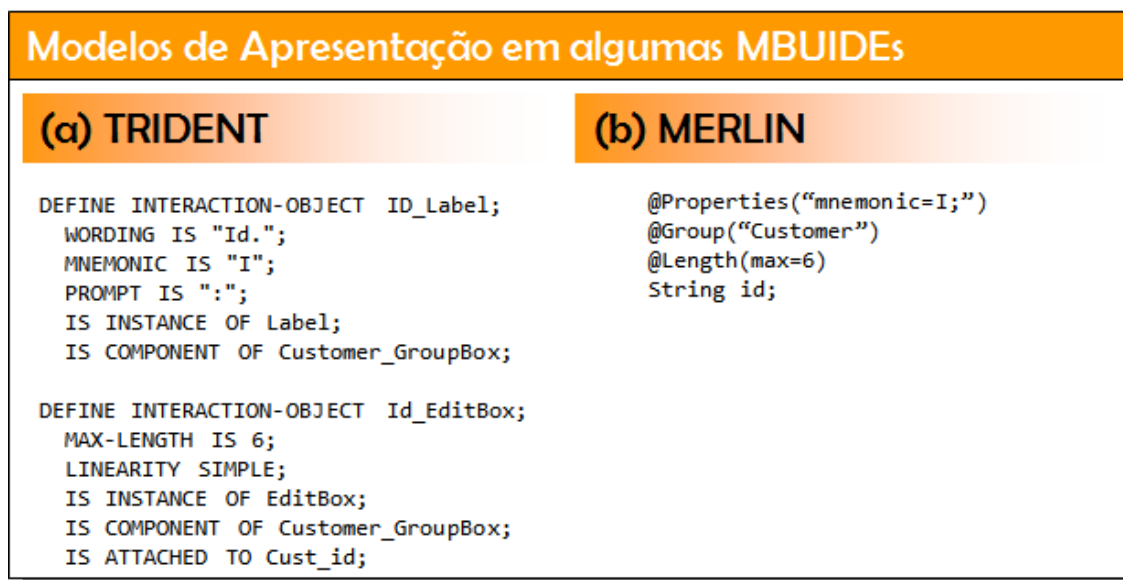 Modelos de Apresentação em algumas MBUIDEs
(a) TRIDENT
DEFINE INTERACTION-OBJECT ID_Label;
WORDING IS "Id.";
MNEMONIC IS "I";
PROMPT IS ":";
IS INSTANCE OF Label;
IS COMPONENT OF Customer_GroupBox;
DEFINE INTERACTION-OBJECT Id_EditBox;
MAX-LENGTH IS 6;
LINEARITY SIMPLE;
IS INSTANCE OF EditBox;
IS COMPONENT OF Customer_GroupBox;
IS ATTACHED TO Cust_id;
(b) MERLIN
@Properties(“mnemonic=I;”)
@Group(“Customer”)
@Length(max=6)
String id;